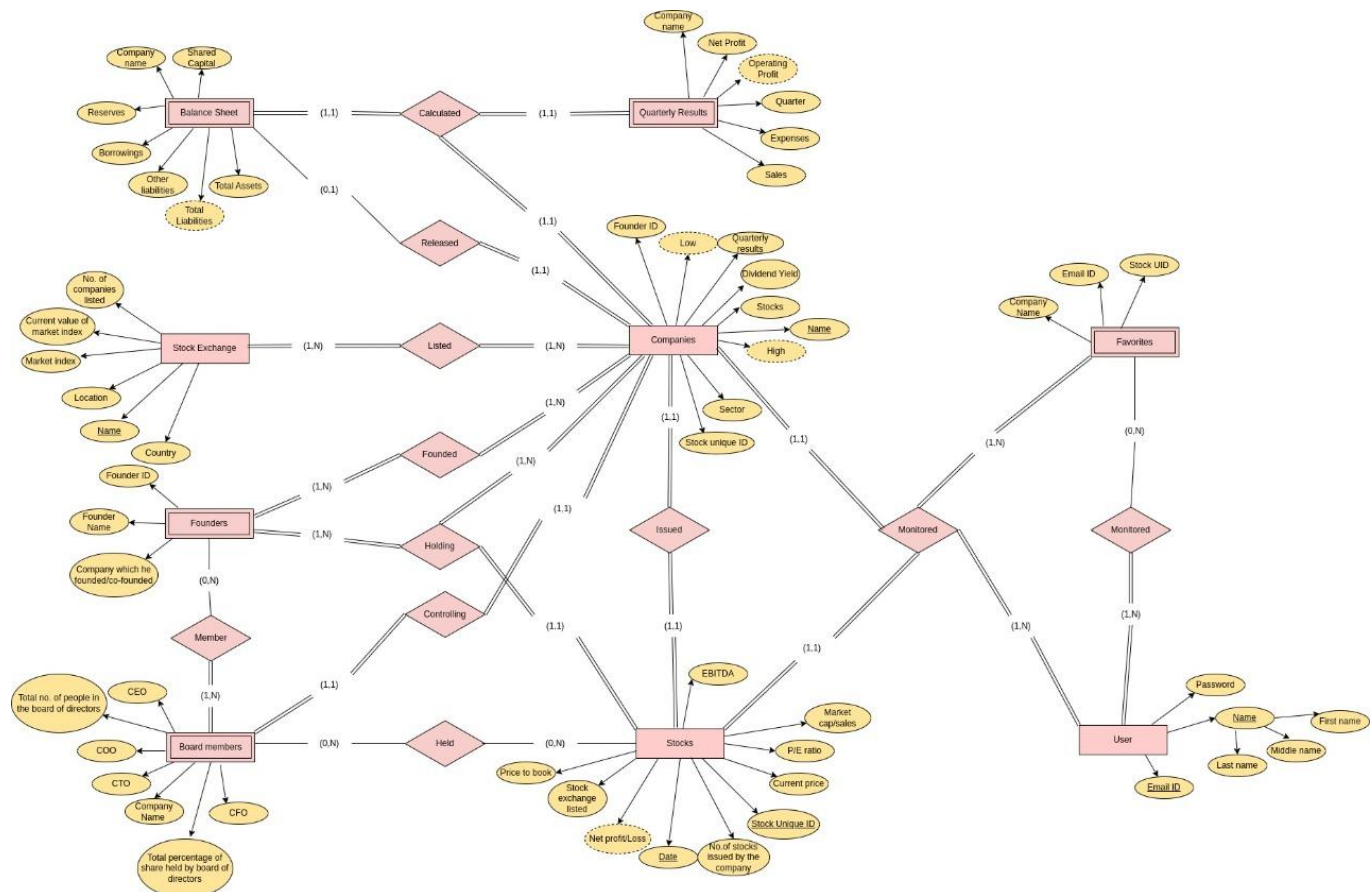 Company
name
Shared
Capital
Reserves
Balance Sheet
Borrowings
Other
liabilities
Total Assets
Total
Liabilities
(1,1)
Calculated
(1,1)
Company
name
Net Profit
Operating
Profit
Quarterly Results
Quarter
Expenses
Sales
(0,1)
Released
(1,1)
(1,1)
Founder ID
Low
Quarterly
results
Dividend Yield
Stocks
Name
High
Companies
Sector
Stock unique ID
No. of
companies
listed
Current value of
market index
Market index
Stock Exchange
Location
Name
Country
(1,N)
Listed
(1,N)
Email ID
Stock UID
Company
Name
Favorites
Founder ID
Founder
Name
Founders
Company which he
founded/co-founded
(1,N)
Founded
(1,N)
(1,N)
Holding
(1,N)
(1,1)
(1,1)
Controlling
(1,1)
(1,1)
Issued
(1,1)
(1,1)
Monitored
(1,N)
(1,1)
(1,N)
(0,N)
Monitored
(1,N)
(0,N)
Member
(1,N)
Total no. of people in
the board of directors
CEO
COO
Board members
CTO
Company
Name
CFO
Total percentage of
share held by board of
directors
(0,N)
Held
(0,N)
EBITDA
Market
cap/sales
Stocks
P/E ratio
Price to book
Current price
Stock
exchange
listed
Stock Unique ID
Net profit/Loss
Date
No.of stocks
issued by the
company
Password
Name
First name
User
Middle name
Last name
Email ID